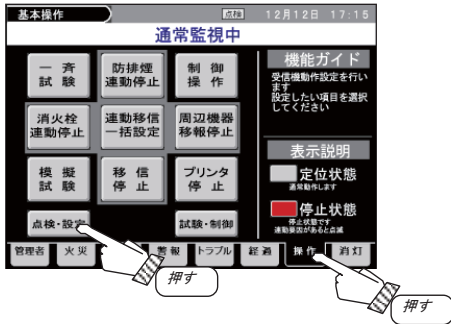 基本操作
点検
12月12日 17:15
通常監視中
一斉
試験
防排煙
連動停止
制御
操作
消火栓
連動停止
連動移信
一括設定
周辺機器
移報停止
模擬
試験
移信
停止
プリンタ
停止
点検・設定
試験・制御
機能ガイド
受信機動作設定を行い
ます
設定したい項目を選択
してください
表示説明
定位状態
通常動作します
停止状態
停止状態です
連動要因があると点滅
管理者
火災
警報
トラブル
経過
操作
消灯
押す
押す